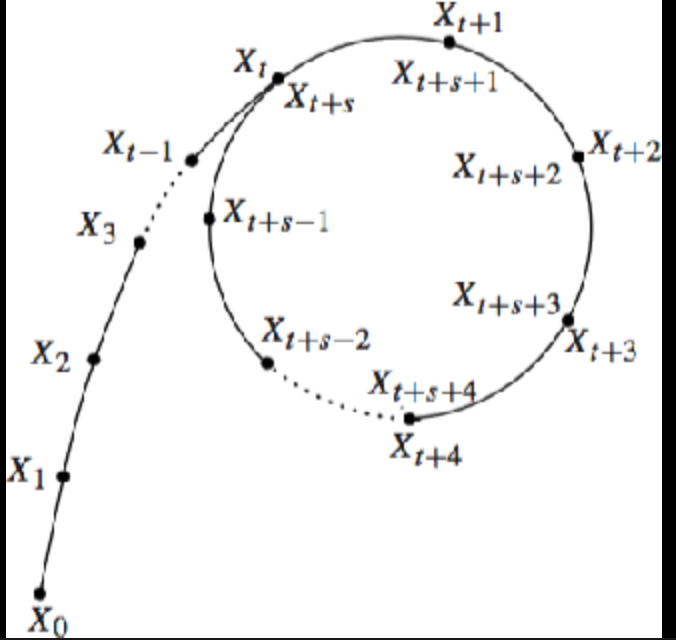 X_{t+1}
X_t
X_{t+s+1}
X_{t+s}
X_{t-1}
X_{t+2}
X_{t+s+2}
X_3
X_{t+s-1}
X_{t+s+3}
X_{t+s-2}
X_{t+3}
X_2
X_{t+s+4}
X_{t+4}
X_1
X_0